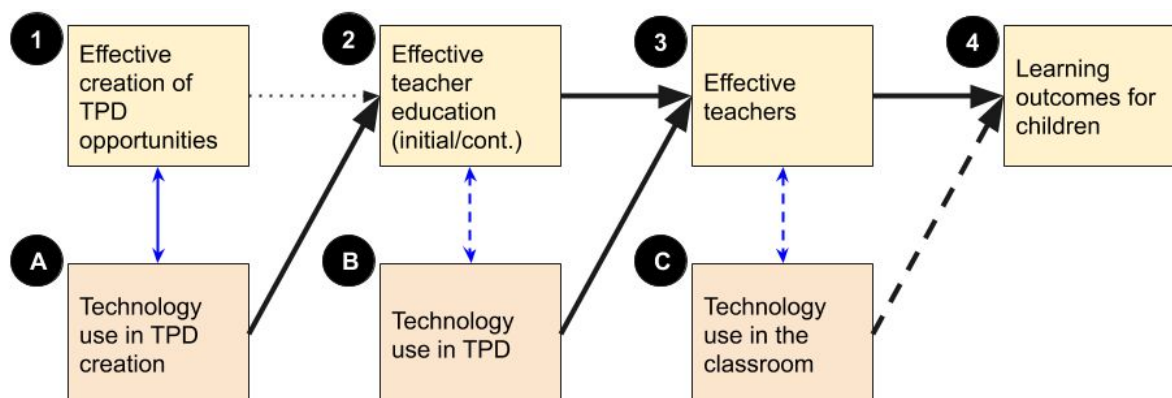 1
Effective
creation of
TPD
opportunities
2
Effective
teacher
education
(initial/cont.)
3
Effective
teachers
4
Learning
outcomes for
children
A
Technology
use in TPD
creation
B
Technology
use in TPD
C
Technology
use in the
classroom